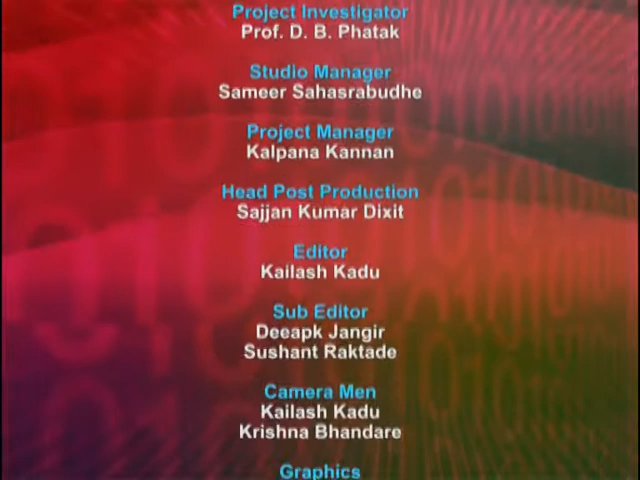 Project Investigator
Prof. D. B. Phatak
Studio Manager
Sameer Sahasrabudhe
Project Manager
Kalpana Kannan
Head Post Production
Sajjan Kumar Dixit
Editor
Kailash Kadu
Sub Editor
Deeapk Jangir
Sushant Raktade
Camera Men
Kailash Kadu
Krishna Bhandare
Graphics